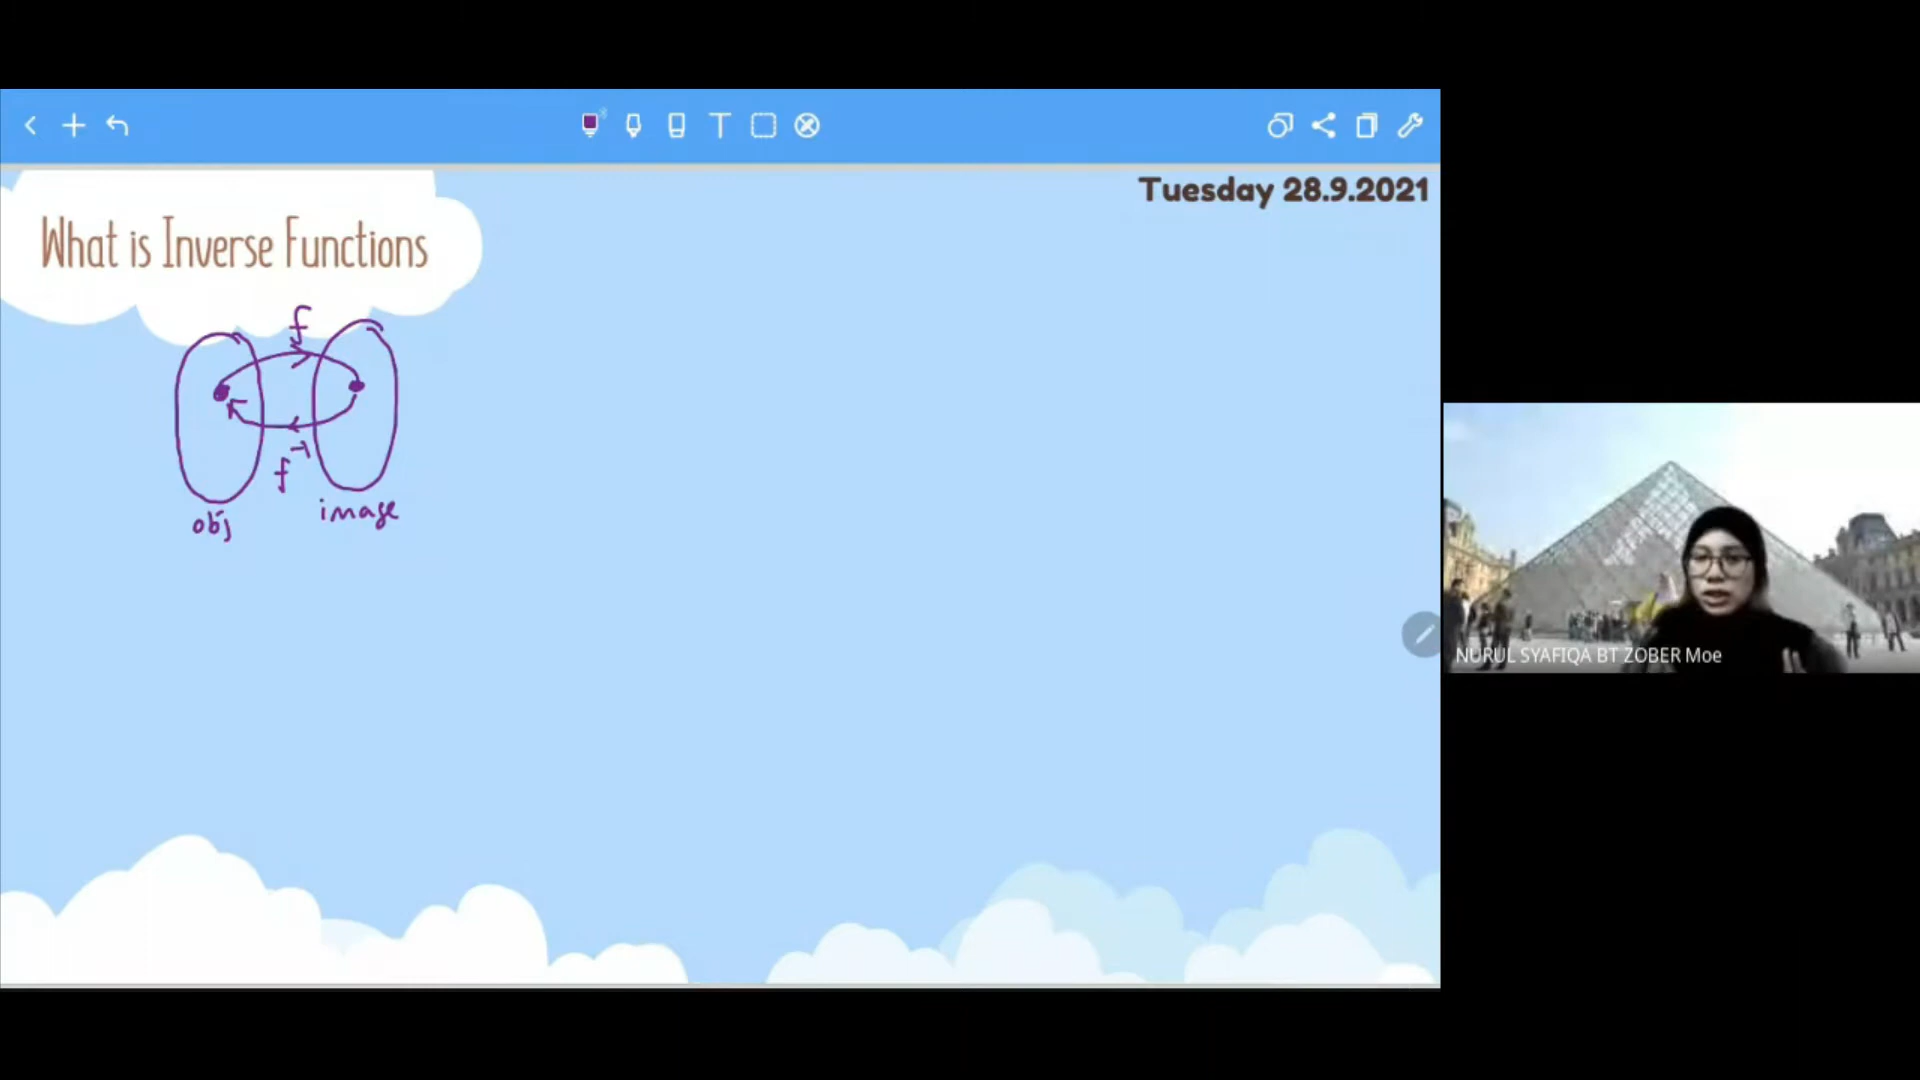 Tuesday 28.9.2021
What is Inverse Functions
f
f⁻¹
obj
image
NURUL SYAFIQA BT ZOBER Moe